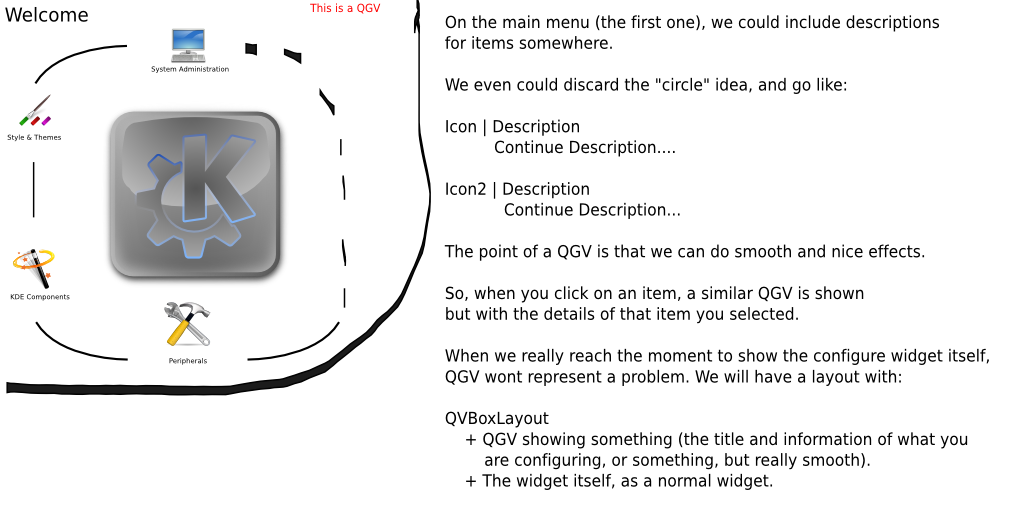 Welcome
This is a QGV
System Administration
Style & Themes
KDE Components
Peripherals
On the main menu (the first one), we could include descriptions
for items somewhere.
We even could discard the "circle" idea, and go like:
Icon | Description
Continue Description....
Icon2 | Description
Continue Description...
The point of a QGV is that we can do smooth and nice effects.
So, when you click on an item, a similar QGV is shown
but with the details of that item you selected.
When we really reach the moment to show the configure widget itself,
QGV wont represent a problem. We will have a layout with:
QVBoxLayout
+ QGV showing something (the title and information of what you
are configuring, or something, but really smooth).
+ The widget itself, as a normal widget.